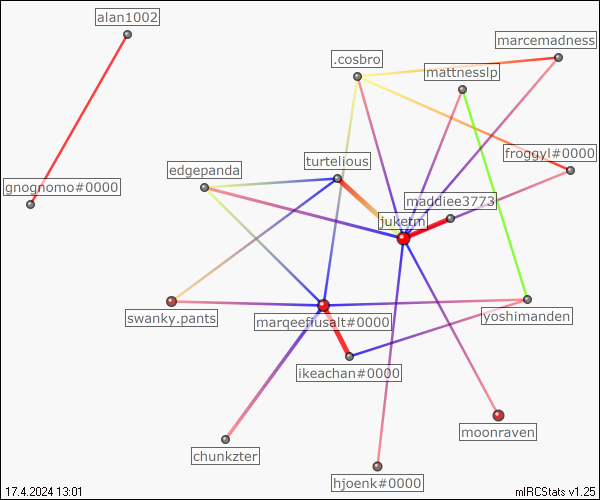 alan1002
marcemadness
.cosbro
mattnesslp
froggyl#0000
turtelious
edgepanda
gnognomo#0000
maddiee3773
juketm
swanky.pants
marqeeffusalt#0000
yoshimanden
ikeachan#0000
moonraven
chunkzter
hjoenk#0000
17.4.2024 13:01
mIRCStats v1.25